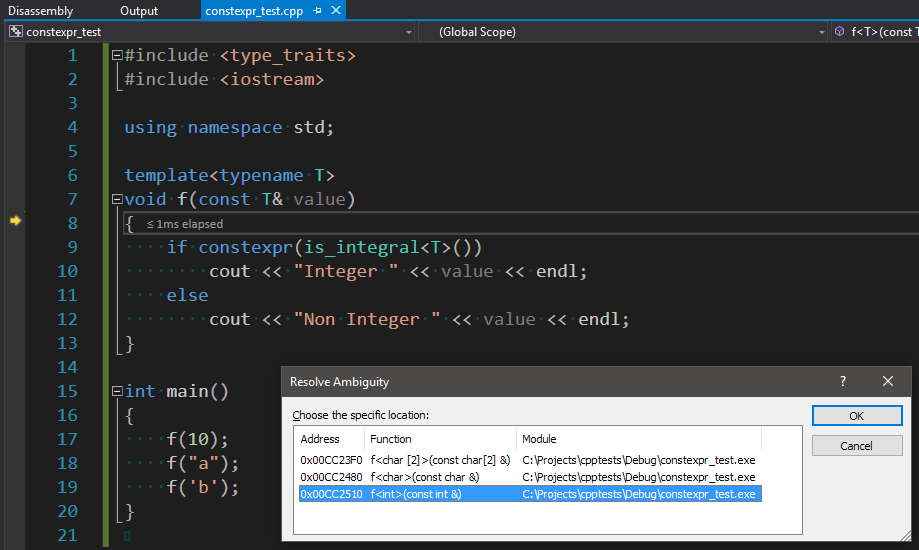 Disassembly Output constexpr_test.cpp
constexpr_test (Global Scope) f<T>(const T
1 #include <type_traits>
2 #include <iostream>
3
4 using namespace std;
5
6 template<typename T>
7 void f(const T& value)
8 { ≤ 1ms elapsed
9 if constexpr(is_integral<T>())
10 cout << "Integer " << value << endl;
11 else
12 cout << "Non Integer " << value << endl;
13 }
14
15 int main()
16 {
17 f(10);
18 f("a");
19 f('b');
20 }
21
Resolve Ambiguity ?
Choose the specific location:
OK
Cancel
Address Function Module
0x00CC23F0 f<char [2]>(const char[2] &) C:\Projects\cpptests\Debug\constexpr_test.exe
0x00CC2480 f<char>(const char &) C:\Projects\cpptests\Debug\constexpr_test.exe
0x00CC2510 f<int>(const int &) C:\Projects\cpptests\Debug\constexpr_test.exe